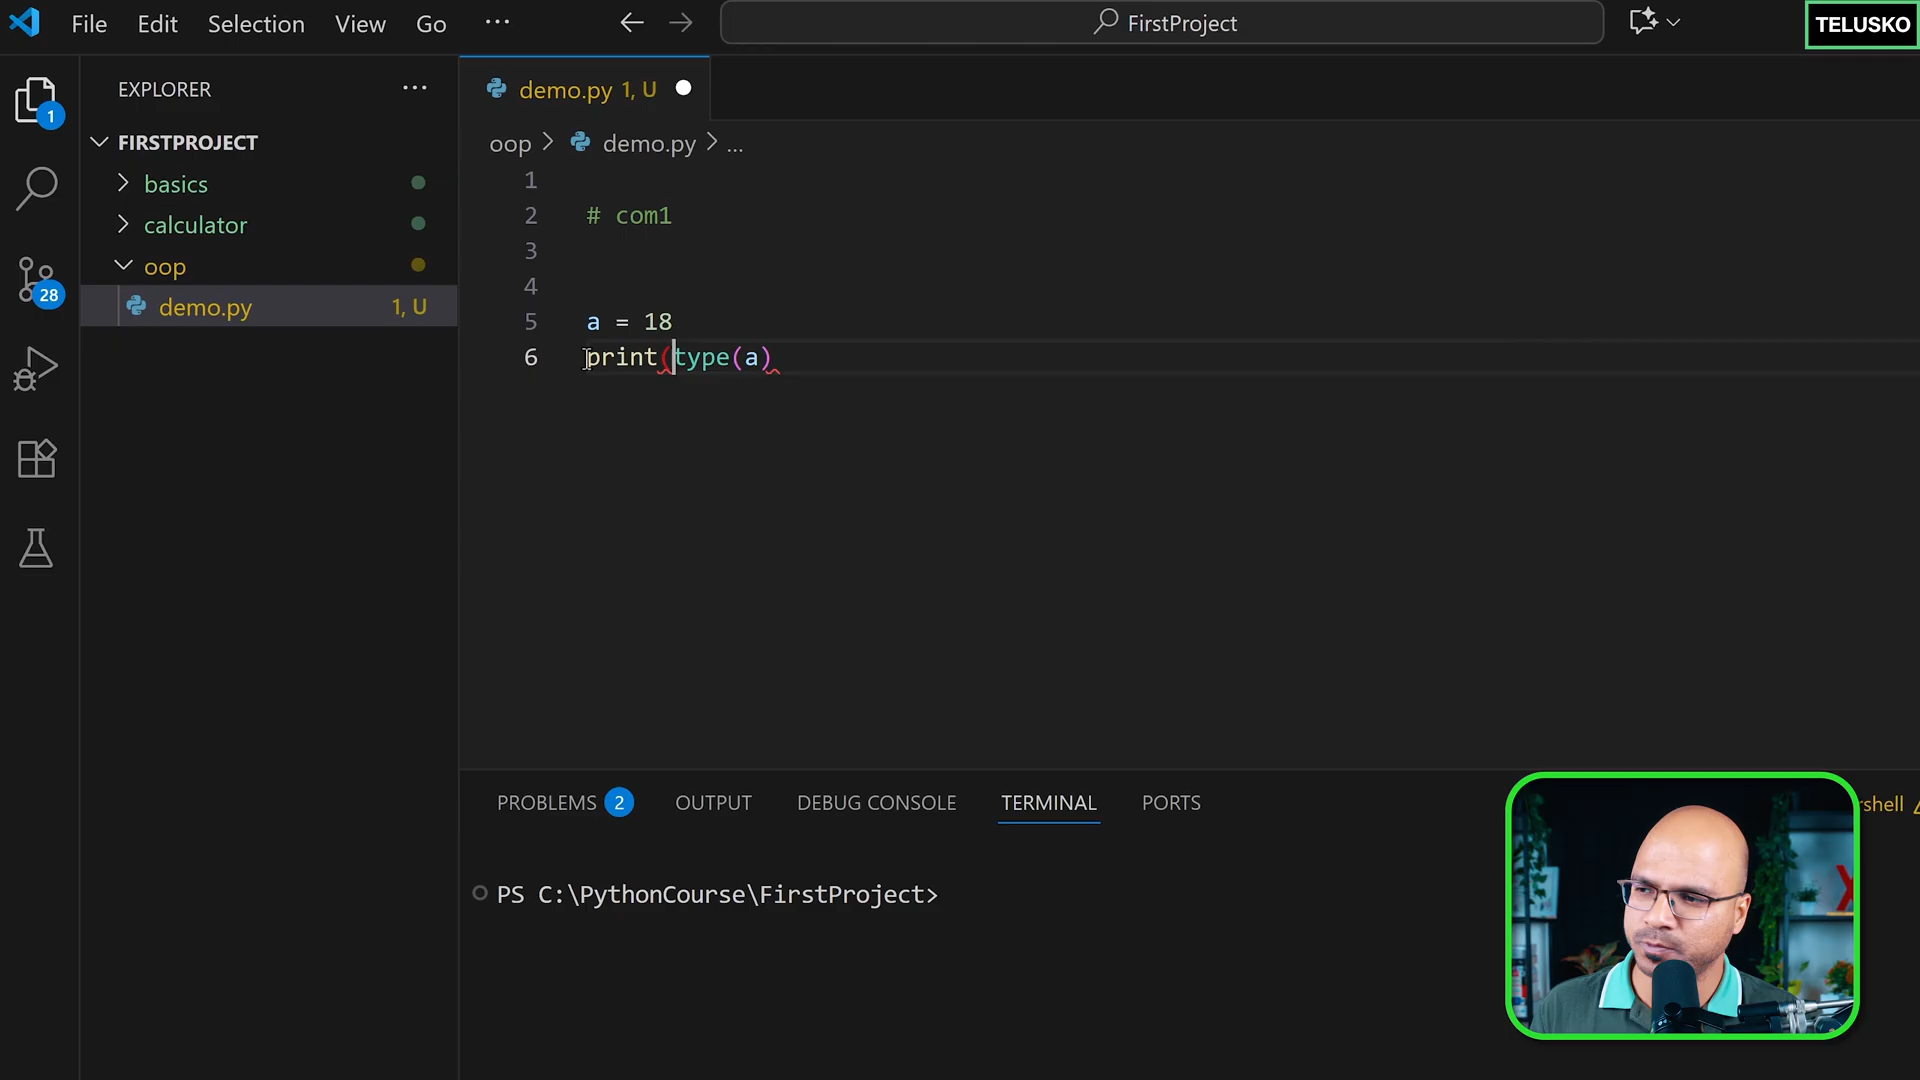 File Edit Selection View Go ··· FirstProject
TELUSKO
EXPLORER ···
FIRSTPROJECT
basics
calculator
oop
demo.py 1, U
1
28
demo.py 1, U
oop > demo.py > ...
1
2 # com1
3
4
5 a = 18
6 print(type(a)
PROBLEMS 2 OUTPUT DEBUG CONSOLE TERMINAL PORTS
PS C:\PythonCourse\FirstProject>